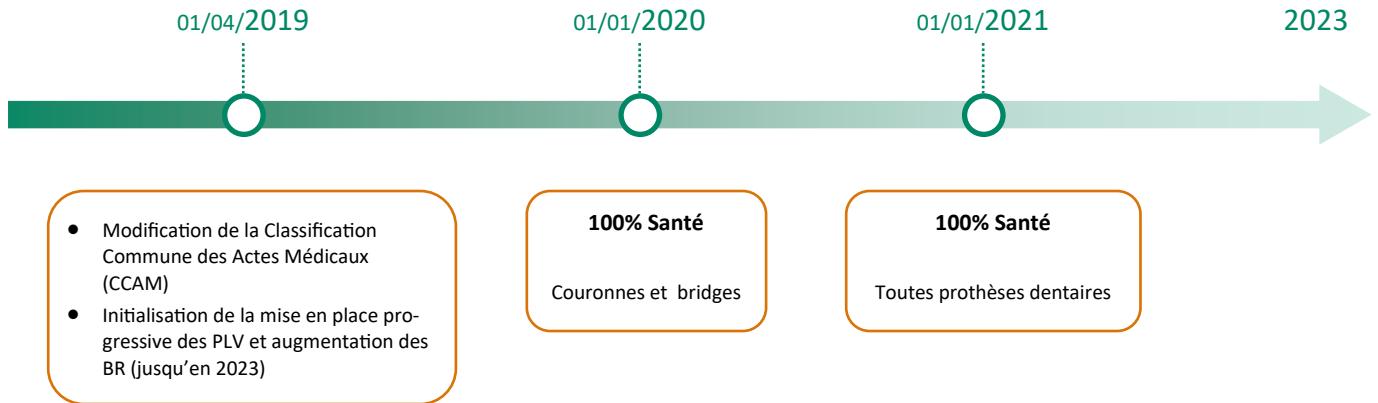 01/04/2019
01/01/2020
01/01/2021
2023
● Modification de la Classification
Commune des Actes Médicaux
(CCAM)
● Initialisation de la mise en place pro-
gressive des PLV et augmentation des
BR (jusqu’en 2023)
100% Santé
Couronnes et bridges
100% Santé
Toutes prothèses dentaires